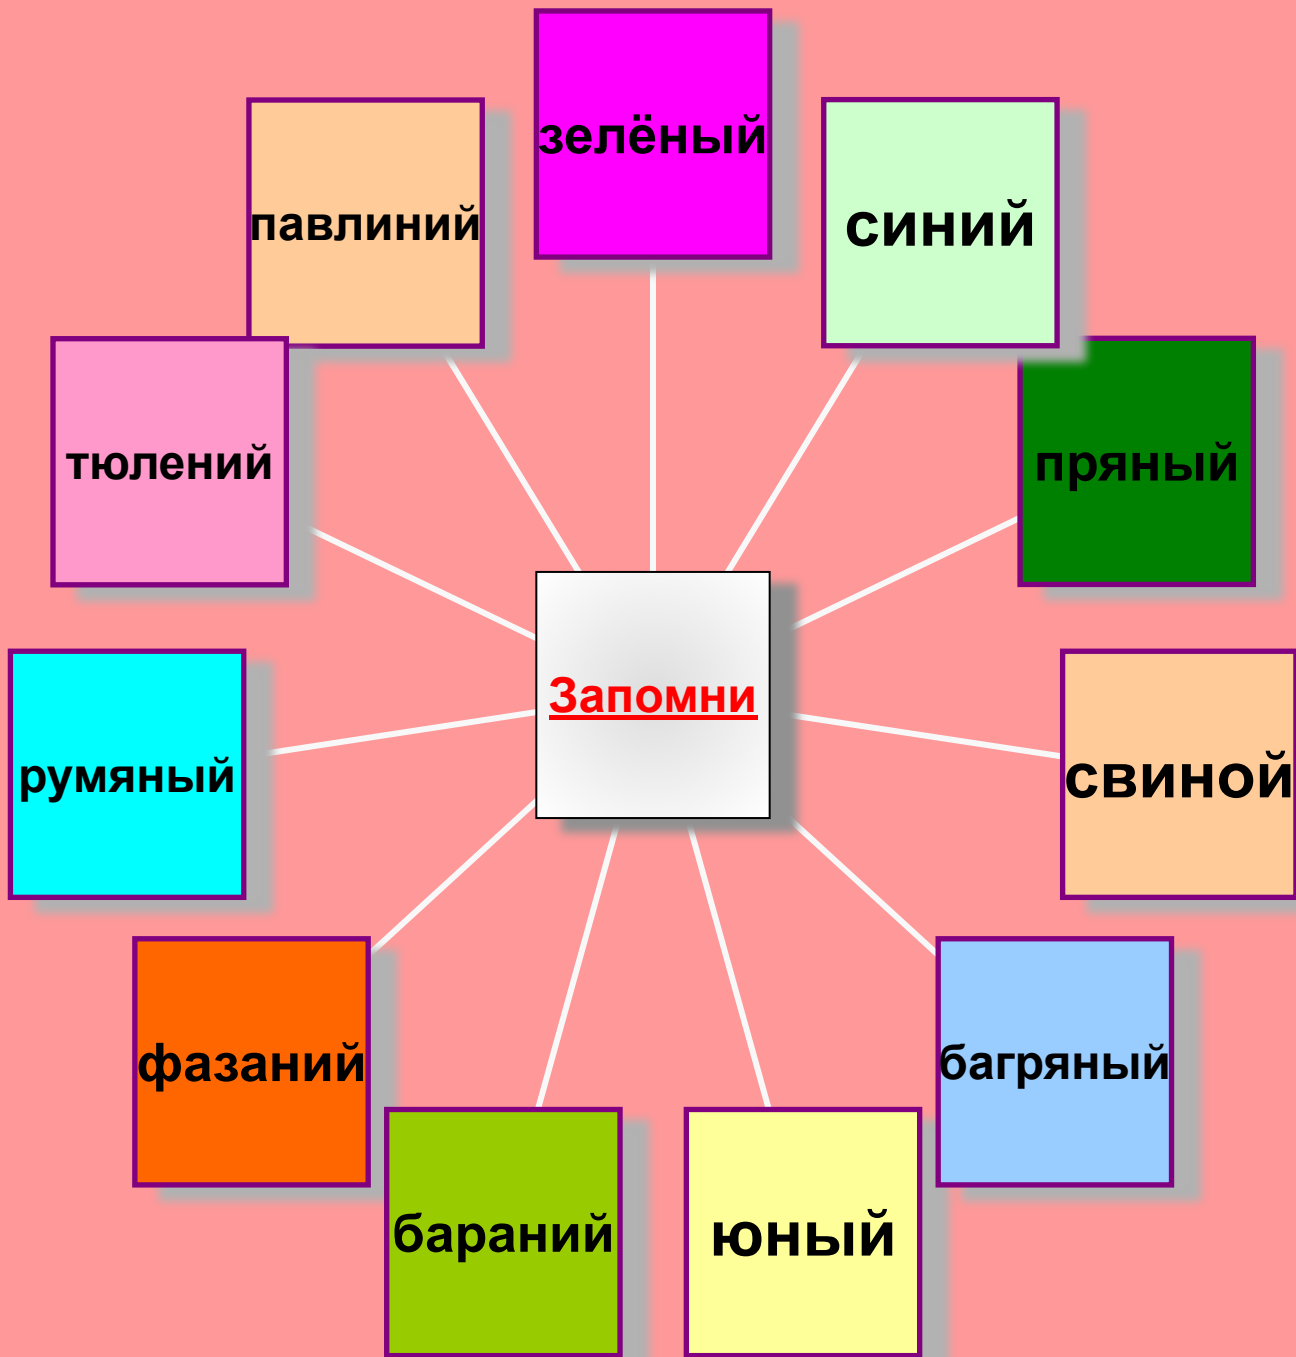 зелёный
павлиний
синий
тюлений
пряный
Запомни
румяный
свиной
фазаний
багряный
бараний
юный